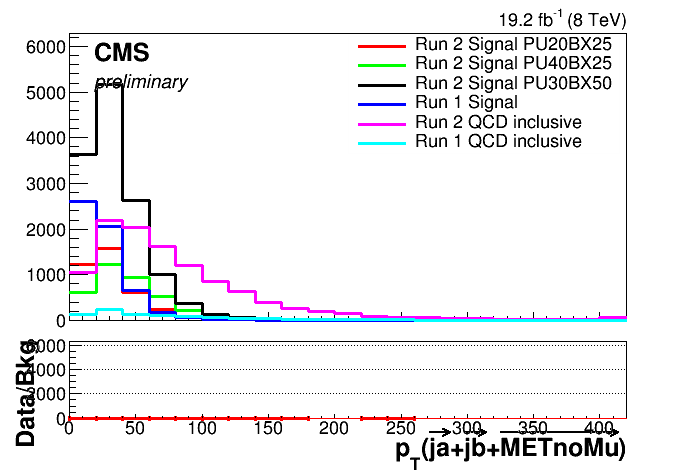 19.2 fb⁻¹ (8 TeV)
CMS
preliminary
Run 2 Signal PU20BX25
Run 2 Signal PU40BX25
Run 2 Signal PU30BX50
Run 1 Signal
Run 2 QCD inclusive
Run 1 QCD inclusive
6000
5000
4000
3000
2000
1000
0
Data/Bkg
6000
4000
2000
0
0 50 100 150 200 250 300 350 400
p_T(ja+jb+METnoMu)